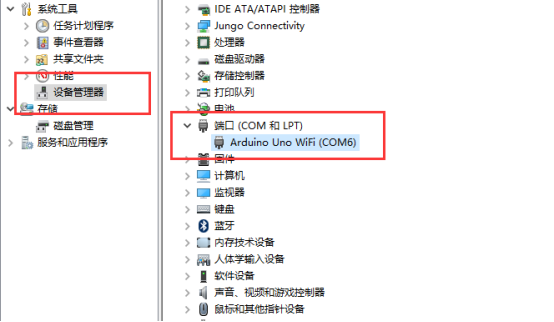 系统工具
任务计划程序
事件查看器
共享文件夹
性能
设备管理器
存储
磁盘管理
服务和应用程序
IDE ATA/ATAPI 控制器
Jungo Connectivity
处理器
磁盘驱动器
存储控制器
打印队列
电池
端口 (COM 和 LPT)
Arduino Uno WiFi (COM6)
固件
计算机
监视器
键盘
蓝牙
内存技术设备
人体学输入设备
软件设备
声音、视频和游戏控制器
鼠标和其他指针设备